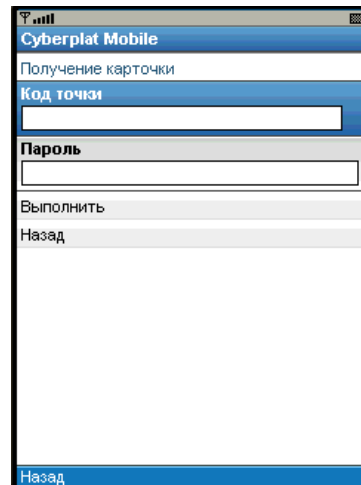 Cyberplat Mobile
Получение карточки
Код точки
Пароль
Выполнить
Назад
Назад